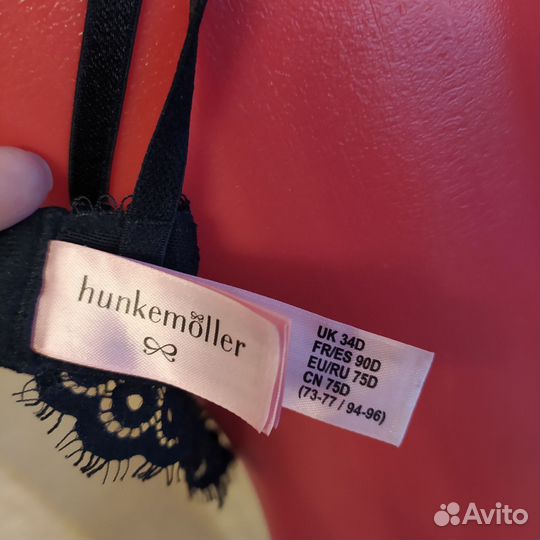 hunkemöller
UK 34D
FR/ES 90D
EU/RU 75D
CN 75D
(73-77 / 94-96)
Avito